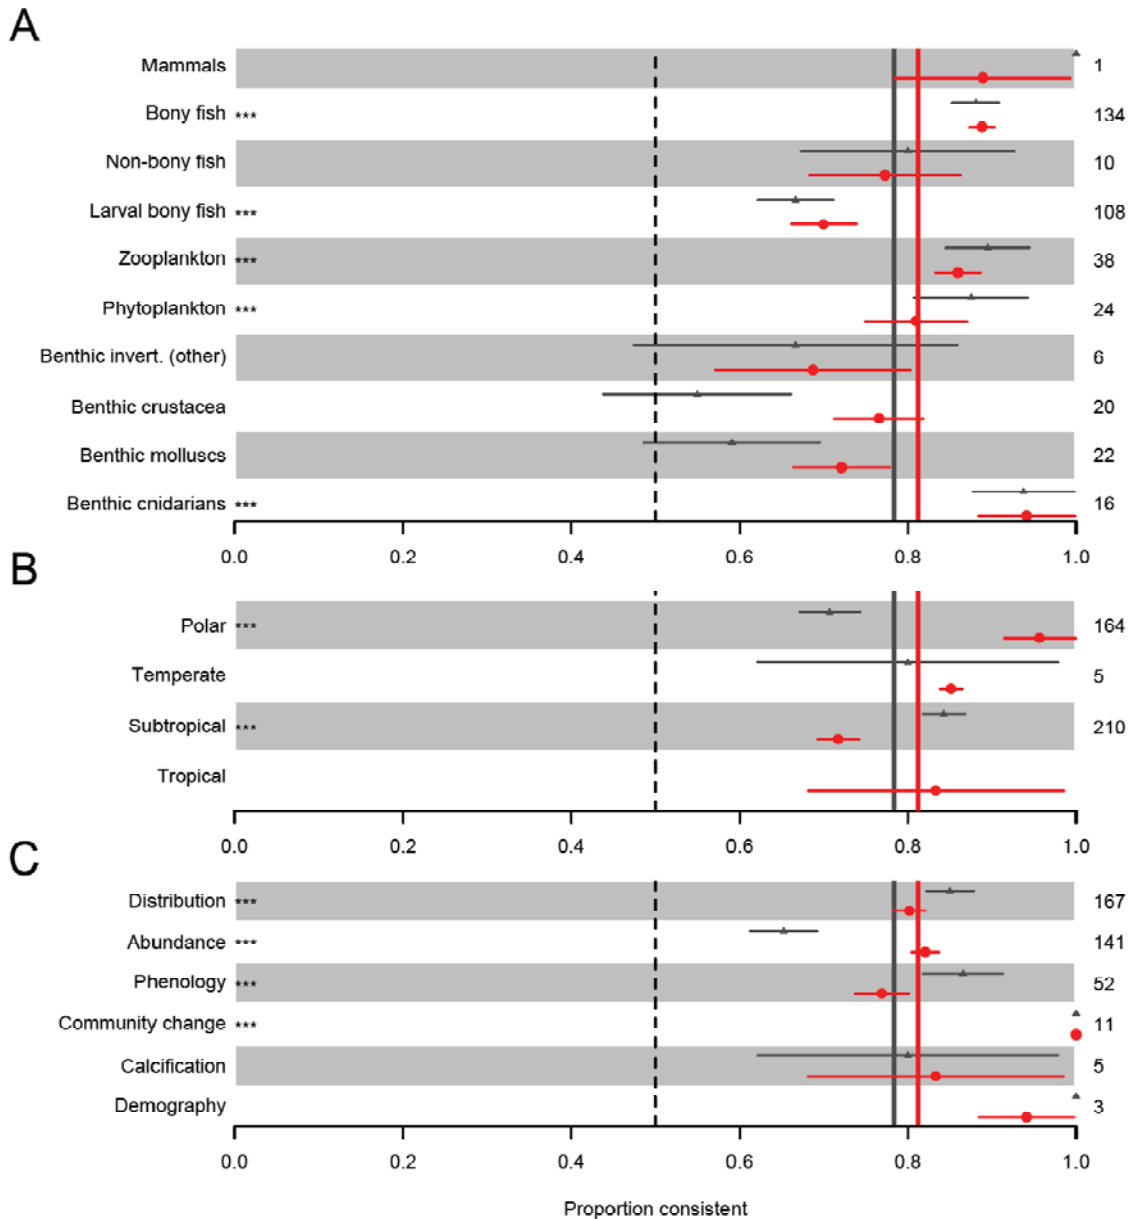 A
Mammals 1
Bony fish *** 134
Non-bony fish 10
Larval bony fish *** 108
Zooplankton *** 38
Phytoplankton *** 24
Benthic invert. (other) 6
Benthic crustacea 20
Benthic molluscs 22
Benthic cnidarians *** 16
0.0 0.2 0.4 0.6 0.8 1.0
B
Polar *** 164
Temperate 5
Subtropical *** 210
Tropical
0.0 0.2 0.4 0.6 0.8 1.0
C
Distribution *** 167
Abundance *** 141
Phenology *** 52
Community change *** 11
Calcification 5
Demography 3
0.0 0.2 0.4 0.6 0.8 1.0
Proportion consistent